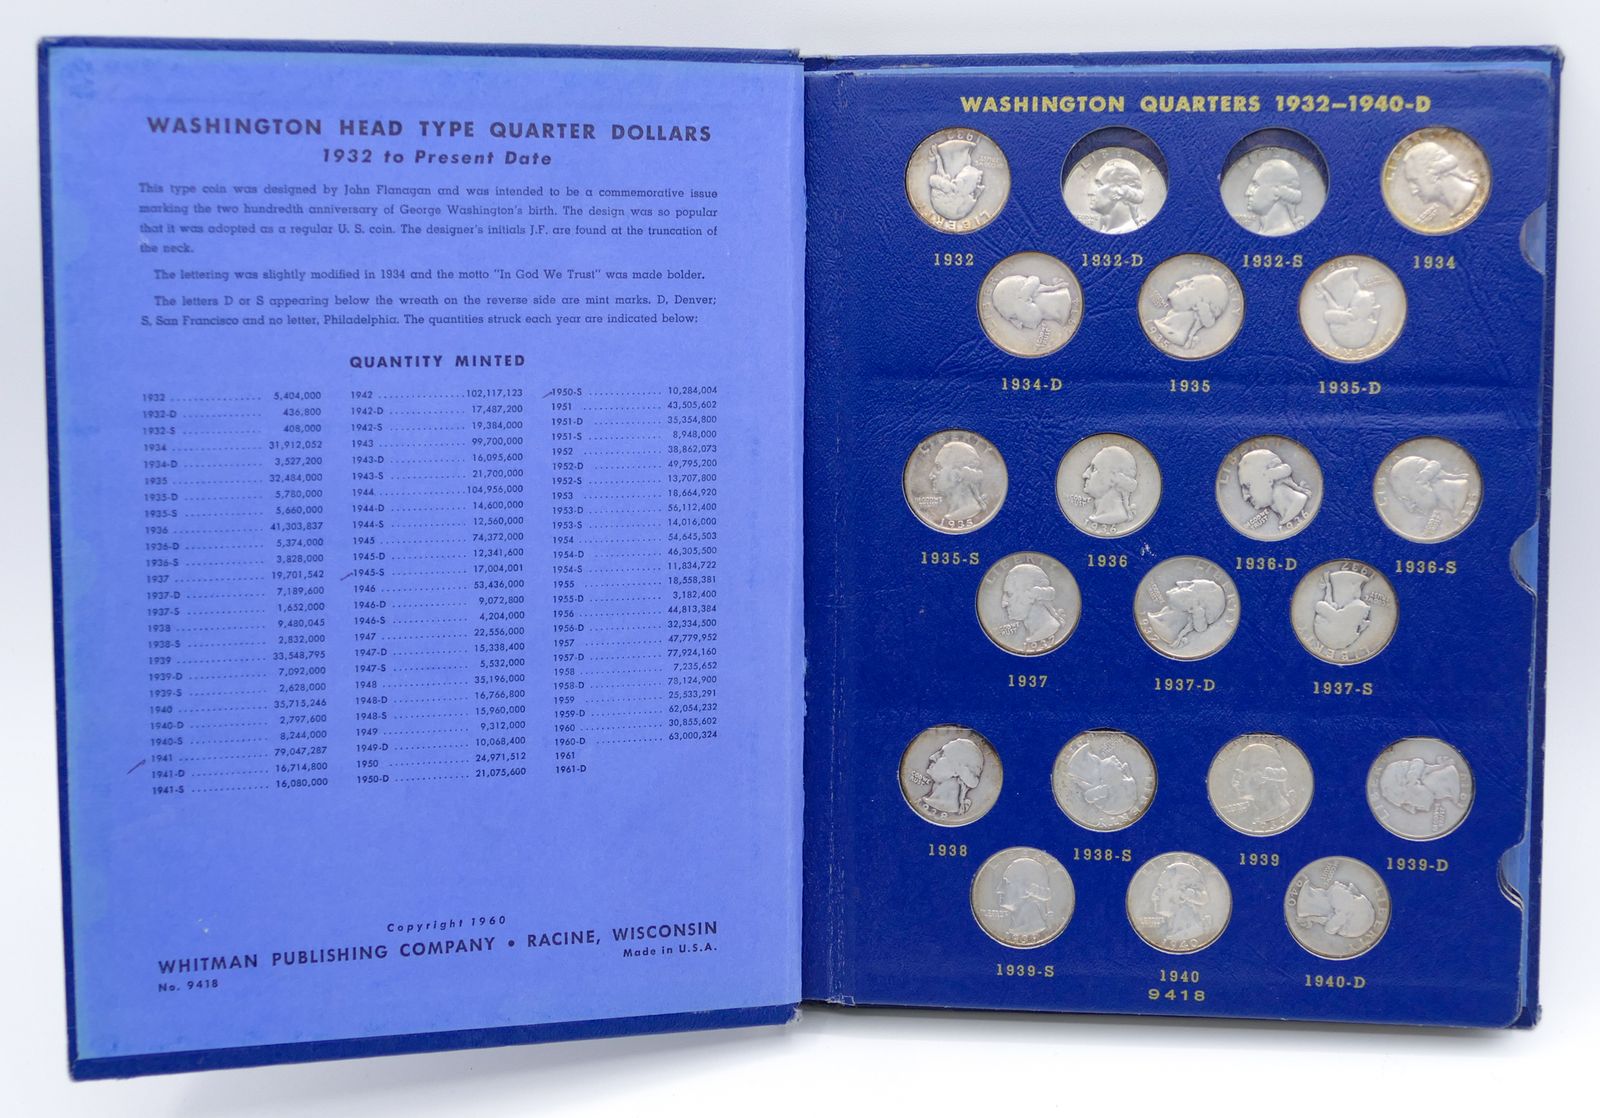 WASHINGTON HEAD TYPE QUARTER DOLLARS
1932 to Present Date
This type coin was designed by John Flanagan and was intended to be a commemorative issue
marking the two hundredth anniversary of George Washington's birth. The design was so popular
that it was adopted as a regular U. S. coin. The designer's initials J.F. are found at the truncation of
the neck.
The lettering was slightly modified in 1934 and the motto "In God We Trust" was made bolder.
The letters D or S appearing below the wreath on the reverse side are mint marks. D, Denver;
S, San Francisco and no letter, Philadelphia. The quantities struck each year are indicated below:
QUANTITY MINTED
1932 5,404,000
1932-D 436,800
1932-S 408,000
1934 31,912,052
1934-D 3,527,200
1935 32,484,000
1935-D 5,780,000
1935-S 5,660,000
1936 41,303,837
1936-D 5,374,000
1936-S 3,828,000
1937 19,701,542
1937-D 7,189,600
1937-S 1,652,000
1938 9,480,045
1938-S 2,832,000
1939 33,548,795
1939-D 7,092,000
1939-S 2,628,000
1940 35,715,246
1940-D 2,797,600
1940-S 8,244,000
1941 79,047,287
1941-D 16,714,800
1941-S 16,080,000
1942 102,117,123
1942-D 17,487,200
1942-S 19,384,000
1943 99,700,000
1943-D 16,095,600
1943-S 21,700,000
1944 104,956,000
1944-D 14,600,000
1944-S 12,560,000
1945 74,372,000
1945-D 12,341,600
1945-S 17,004,001
1946 53,436,000
1946-D 9,072,800
1946-S 4,204,000
1947 22,556,000
1947-D 15,338,400
1947-S 5,532,000
1948 35,196,000
1948-D 16,766,800
1948-S 15,960,000
1949 9,312,000
1949-D 10,068,400
1950 24,971,512
1950-D 21,075,600
1950-S 10,284,004
1951 43,505,602
1951-D 35,354,800
1951-S 8,948,000
1952 38,862,073
1952-D 49,795,200
1952-S 13,707,800
1953 18,664,920
1953-D 56,112,400
1953-S 14,016,000
1954 54,645,503
1954-D 46,305,500
1954-S 11,834,722
1955 18,558,381
1955-D 3,182,400
1956 44,813,384
1956-D 32,334,500
1957 47,779,952
1957-D 77,924,160
1958 7,235,652
1958-D 78,124,900
1959 25,533,291
1959-D 62,054,232
1960 30,855,602
1960-D 63,000,324
1961
1961-D
Copyright 1960
WHITMAN PUBLISHING COMPANY • RACINE, WISCONSIN
No. 9418
Made in U.S.A.
WASHINGTON QUARTERS 1932–1940-D
1932 1932-D 1932-S 1934
1934-D 1935 1935-D
1935-S 1936 1936-D 1936-S
1937 1937-D 1937-S
1938 1938-S 1939 1939-D
1939-S 1940 1940-D
9418